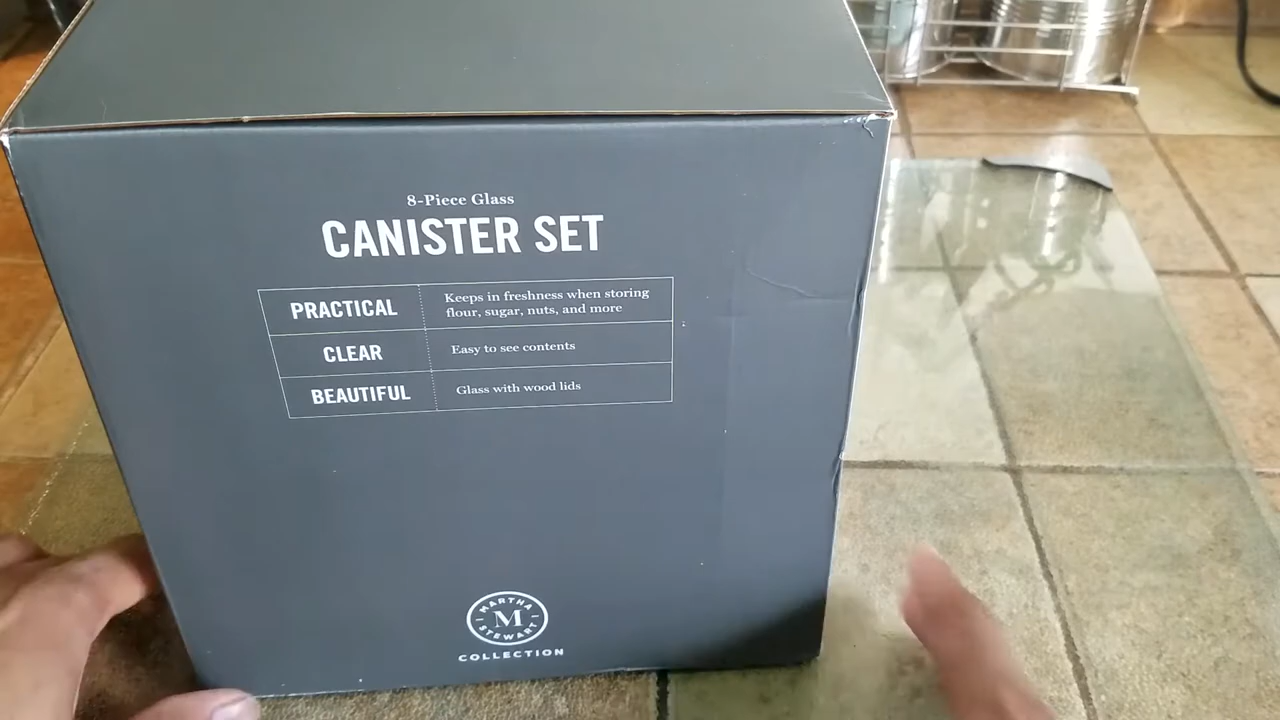 8-Piece Glass
CANISTER SET
PRACTICAL
Keeps in freshness when storing
flour, sugar, nuts, and more
CLEAR
Easy to see contents
BEAUTIFUL
Glass with wood lids
MARTHA
M
STEWART
COLLECTION